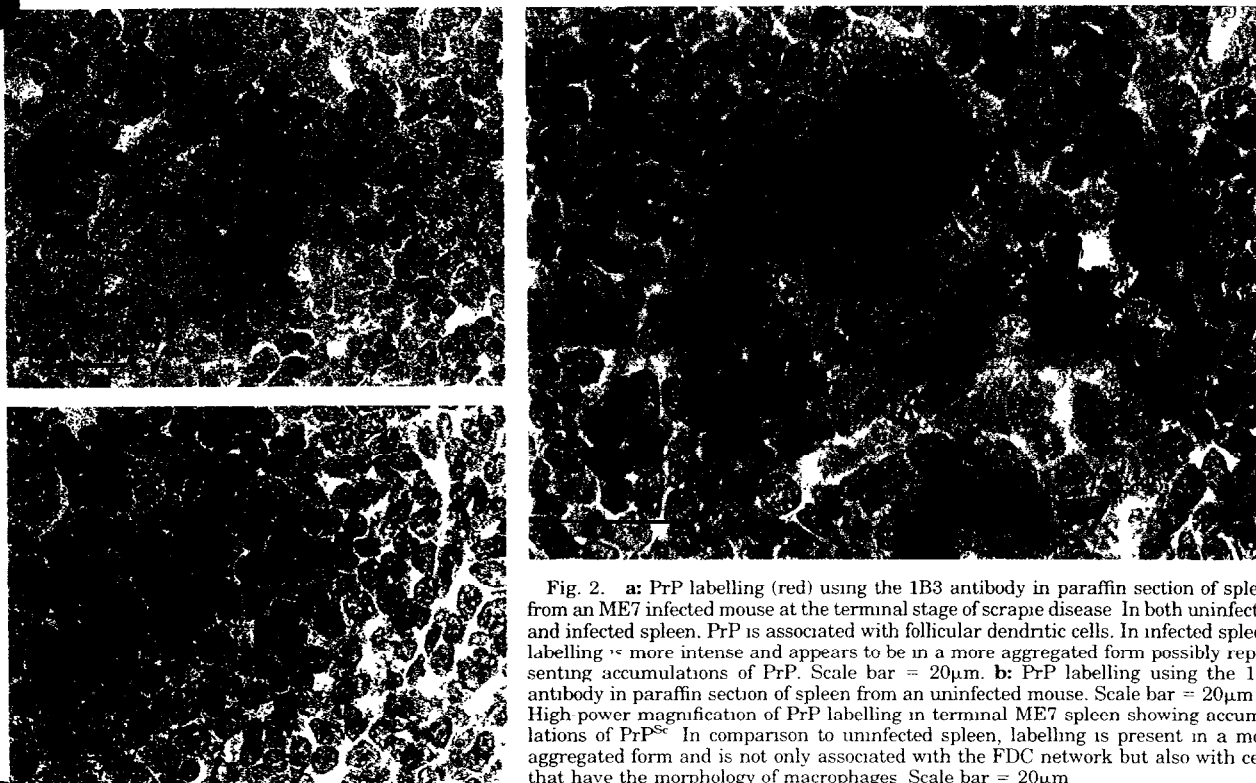 Fig. 2. a: PrP labelling (red) using the 1B3 antibody in paraffin section of sple
from an ME7 infected mouse at the terminal stage of scrapie disease In both uninfect
and infected spleen. PrP is associated with follicular dendritic cells. In infected splee
labelling is more intense and appears to be in a more aggregated form possibly rep
senting accumulations of PrP. Scale bar = 20μm. b: PrP labelling using the 1
antibody in paraffin section of spleen from an uninfected mouse. Scale bar = 20μm
High power magnification of PrP labelling in terminal ME7 spleen showing accum
lations of PrPSc In comparison to uninfected spleen, labelling is present in a mo
aggregated form and is not only associated with the FDC network but also with c
that have the morphology of macrophages Scale bar = 20μm